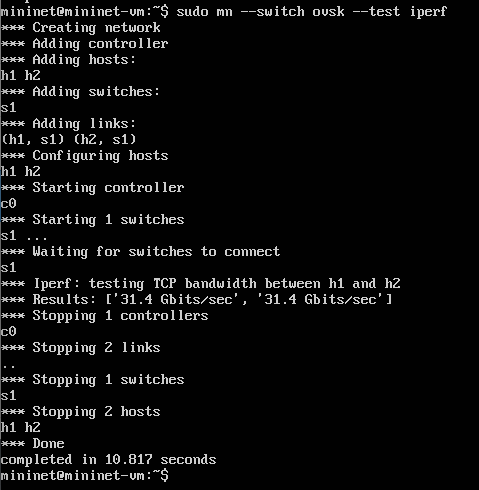 mininet@mininet-vm:~$ sudo mn --switch ovsk --test iperf
*** Creating network
*** Adding controller
*** Adding hosts:
h1 h2
*** Adding switches:
s1
*** Adding links:
(h1, s1) (h2, s1)
*** Configuring hosts
h1 h2
*** Starting controller
c0
*** Starting 1 switches
s1 ...
*** Waiting for switches to connect
s1
*** Iperf: testing TCP bandwidth between h1 and h2
*** Results: ['31.4 Gbits/sec', '31.4 Gbits/sec']
*** Stopping 1 controllers
c0
*** Stopping 2 links
..
*** Stopping 1 switches
s1
*** Stopping 2 hosts
h1 h2
*** Done
completed in 10.817 seconds
mininet@mininet-vm:~$